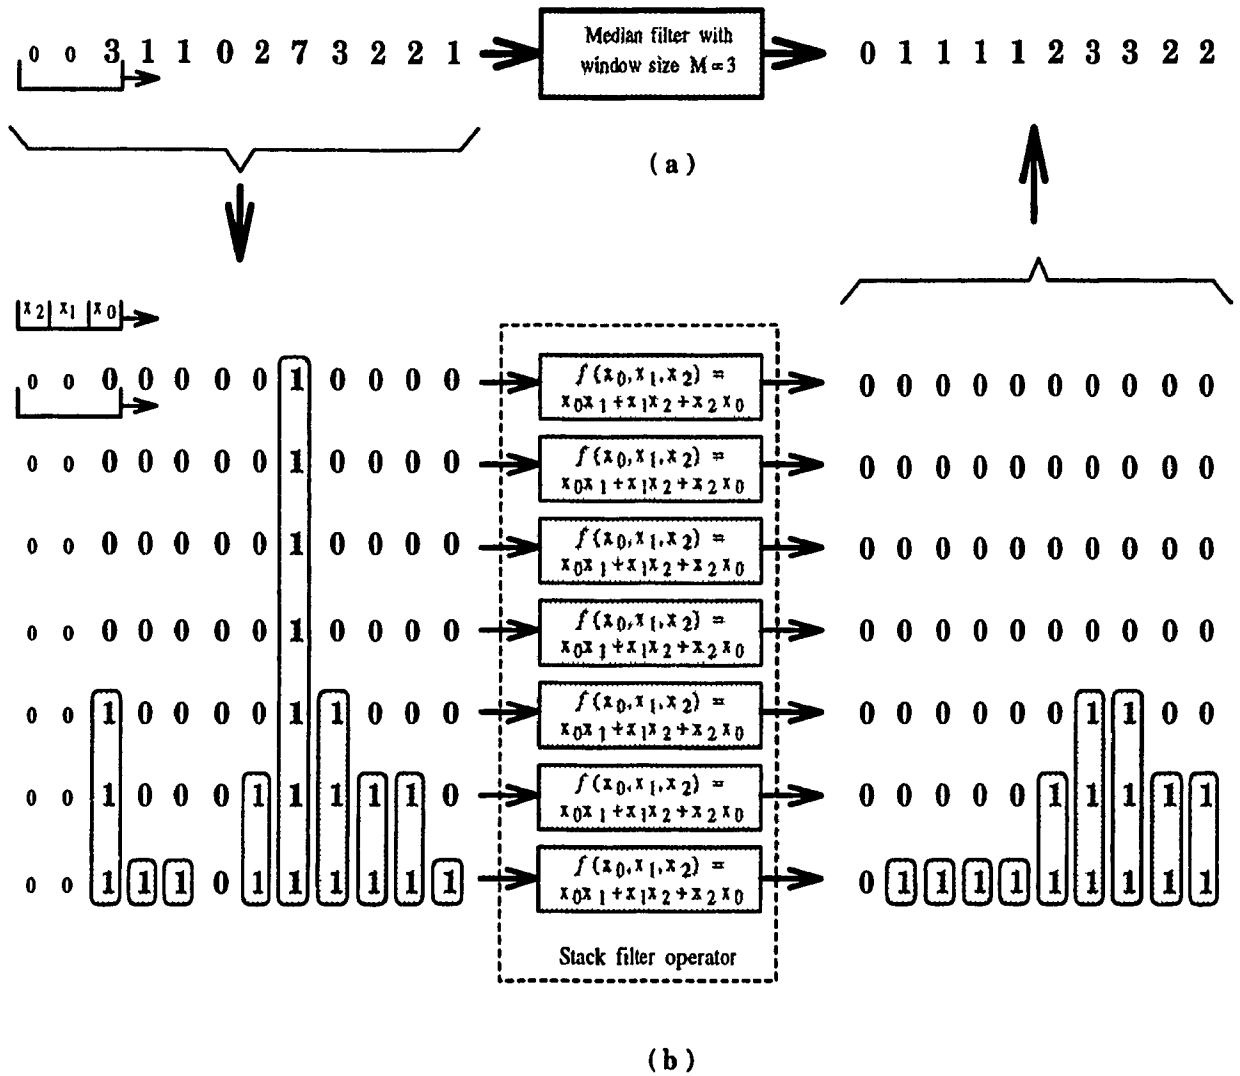 0 0 3 1 1 0 2 7 3 2 2 1
Median filter with
window size M=3
0 1 1 1 1 2 3 3 2 2
(a)
x2 x1 x0
0 0 0 0 0 0 0 1 0 0 0 0
f(x0,x1,x2) =
x0x1+x1x2+x2x0
0 0 0 0 0 0 0 0 0 0
0 0 0 0 0 0 0 1 0 0 0 0
f(x0,x1,x2) =
x0x1+x1x2+x2x0
0 0 0 0 0 0 0 0 0 0
0 0 0 0 0 0 0 1 0 0 0 0
f(x0,x1,x2) =
x0x1+x1x2+x2x0
0 0 0 0 0 0 0 0 0 0
0 0 0 0 0 0 0 1 0 0 0 0
f(x0,x1,x2) =
x0x1+x1x2+x2x0
0 0 0 0 0 0 0 0 0 0
0 0 1 0 0 0 0 1 1 0 0 0
f(x0,x1,x2) =
x0x1+x1x2+x2x0
0 0 0 0 0 0 1 1 0 0
0 0 1 0 0 0 1 1 1 1 1 0
f(x0,x1,x2) =
x0x1+x1x2+x2x0
0 0 0 0 0 1 1 1 1 1
0 0 1 1 1 0 1 1 1 1 1 1
f(x0,x1,x2) =
x0x1+x1x2+x2x0
0 1 1 1 1 1 1 1 1 1
Stack filter operator
(b)